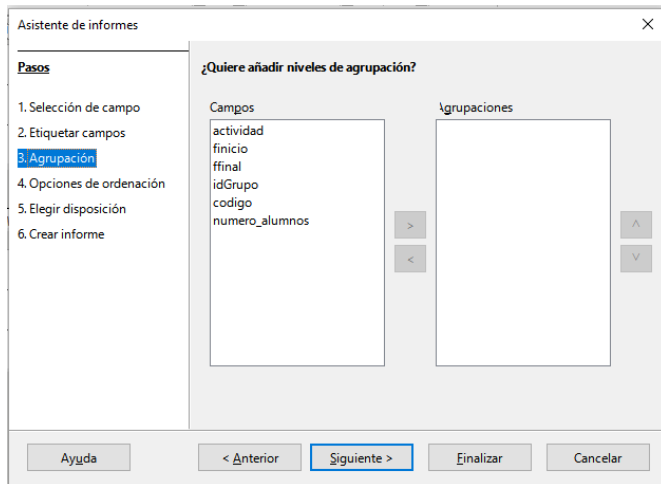 Asistente de informes
Pasos
1. Selección de campo
2. Etiquetar campos
3. Agrupación
4. Opciones de ordenación
5. Elegir disposición
6. Crear informe
¿Quiere añadir niveles de agrupación?
Campos
actividad
finicio
ffinal
idGrupo
codigo
numero_alumnos
>
<
Agrupaciones
^
v
Ayuda
< Anterior
Siguiente >
Finalizar
Cancelar